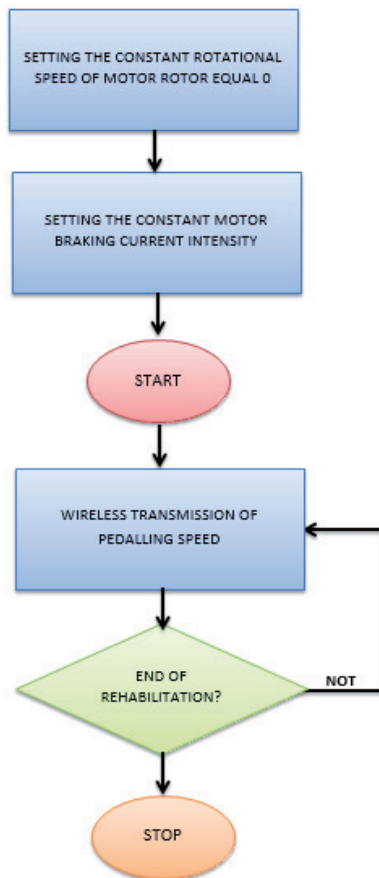 SETTING THE CONSTANT ROTATIONAL
SPEED OF MOTOR ROTOR EQUAL 0
SETTING THE CONSTANT MOTOR
BRAKING CURRENT INTENSITY
START
WIRELESS TRANSMISSION OF
PEDALLING SPEED
END OF
REHABILITATION?
NOT
STOP